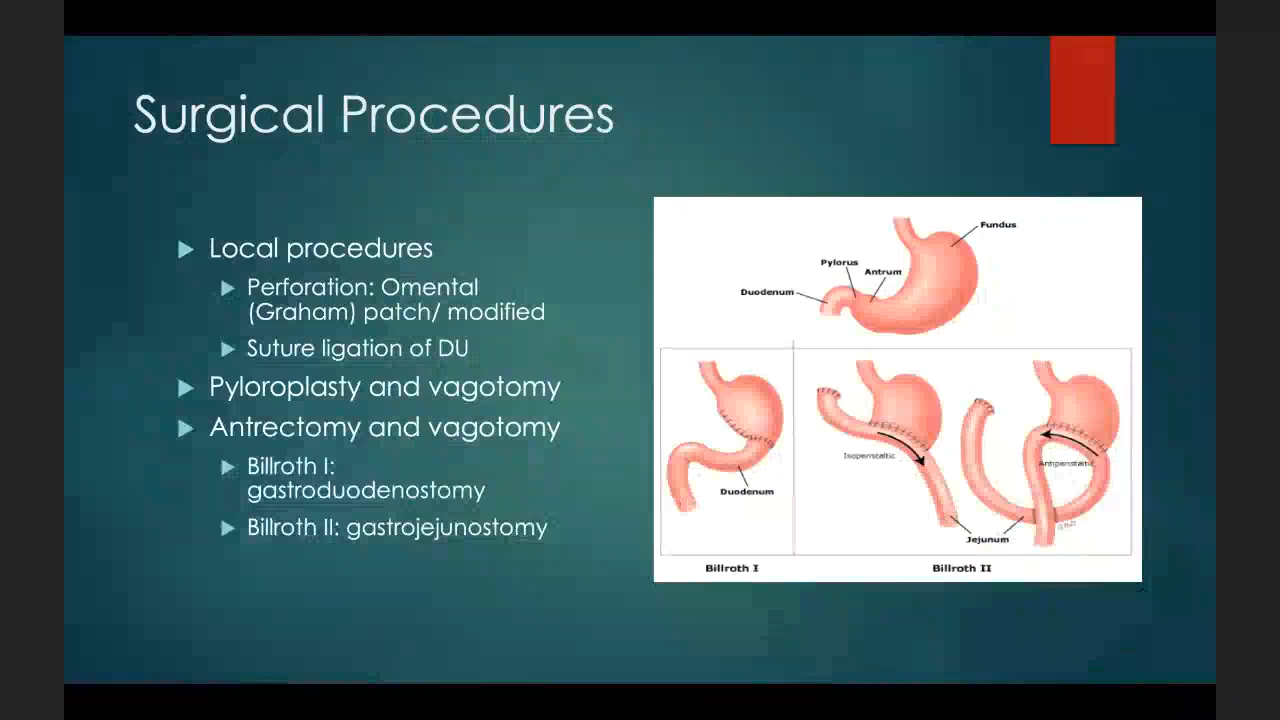 Surgical Procedures
Local procedures
Perforation: Omental
(Graham) patch/ modified
Suture ligation of DU
Pyloroplasty and vagotomy
Antrectomy and vagotomy
Billroth I:
gastroduodenostomy
Billroth II: gastrojejunostomy
Fundus
Pylorus
Antrum
Duodenum
Duodenum
Isoperistaltic
Antiperistaltic
Jejunum
Billroth I
Billroth II